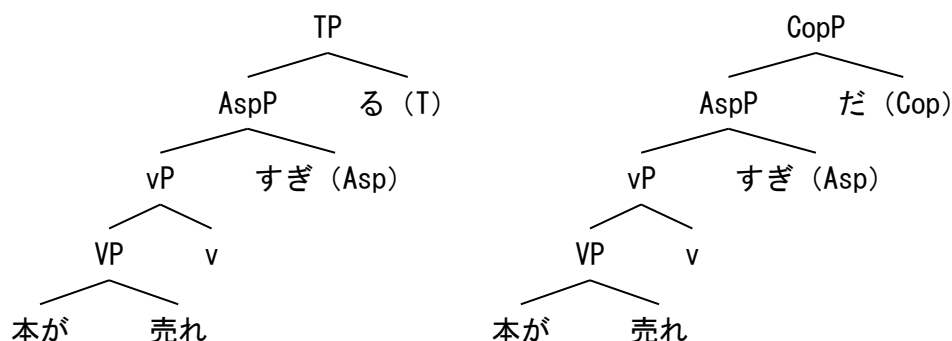 TP CopP
AspP る（T） AspP だ（Cop）
vP すぎ（Asp） vP すぎ（Asp）
VP v VP v
本が 売れ 本が 売れ